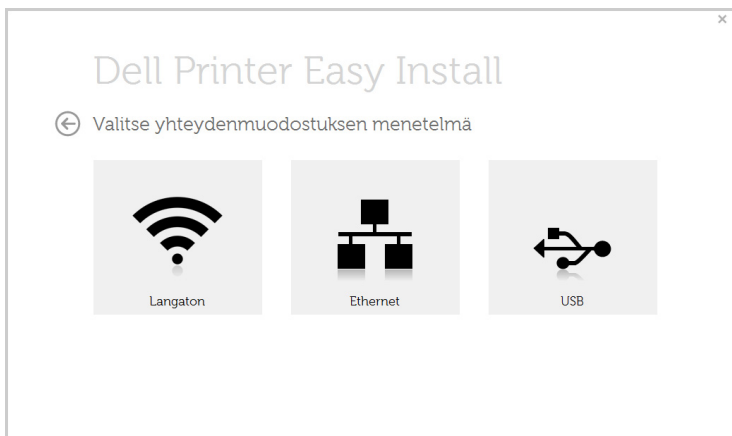 Dell Printer Easy Install
Valitse yhteydenmuodostuksen menetelmä
Langaton
Ethernet
USB